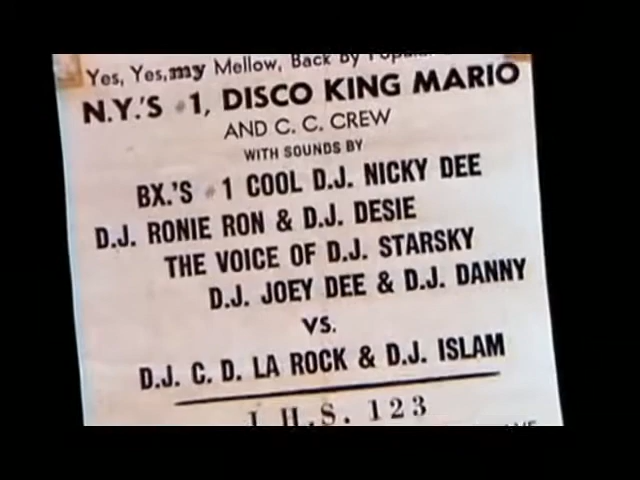 Yes, Yes, my Mellow, Back By
N.Y.'S #1, DISCO KING MARIO
AND C. C. CREW
WITH SOUNDS BY
BX.'S #1 COOL D.J. NICKY DEE
D.J. RONIE RON & D.J. DESIE
THE VOICE OF D.J. STARSKY
D.J. JOEY DEE & D.J. DANNY
VS.
D.J. C. D. LA ROCK & D.J. ISLAM
J.H.S. 123